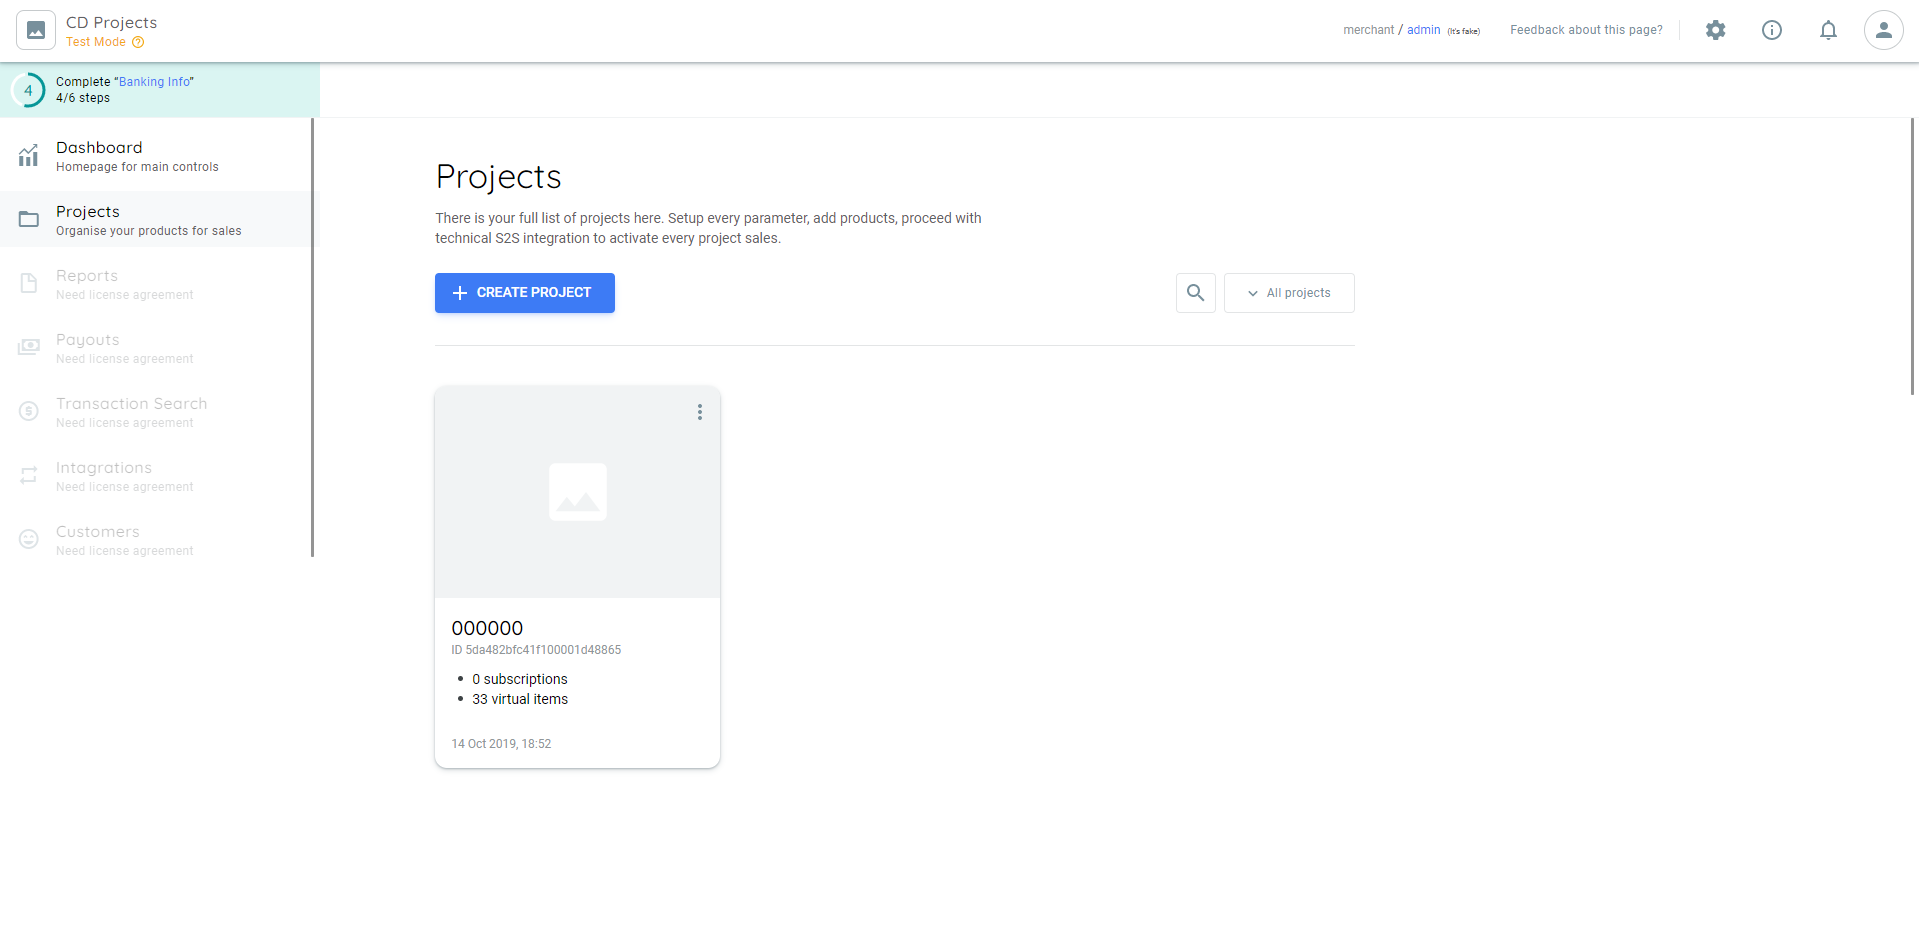 CD Projects
Test Mode
merchant / admin (It's fake)
Feedback about this page?
4
Complete “Banking Info”
4/6 steps
Dashboard
Homepage for main controls
Projects
Organise your products for sales
Reports
Need license agreement
Payouts
Need license agreement
Transaction Search
Need license agreement
Intagrations
Need license agreement
Customers
Need license agreement
Projects
There is your full list of projects here. Setup every parameter, add products, proceed with
technical S2S integration to activate every project sales.
CREATE PROJECT
All projects
000000
ID 5da482bfc41f100001d48865
• 0 subscriptions
• 33 virtual items
14 Oct 2019, 18:52